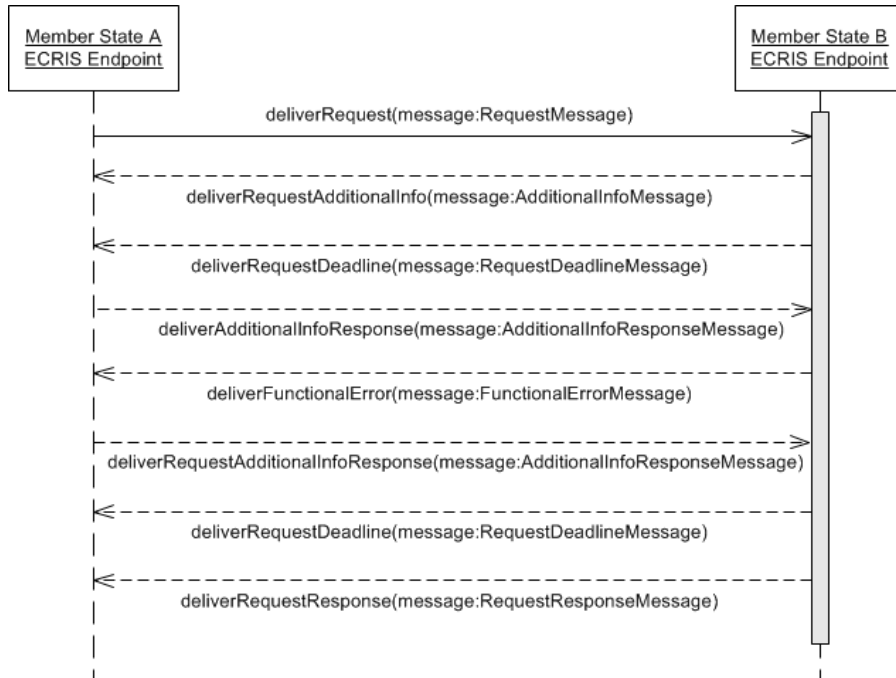 Member State A
ECRIS Endpoint
Member State B
ECRIS Endpoint
deliverRequest(message:RequestMessage)
deliverRequestAdditionalInfo(message:AdditionalInfoMessage)
deliverRequestDeadline(message:RequestDeadlineMessage)
deliverAdditionalInfoResponse(message:AdditionalInfoResponseMessage)
deliverFunctionalError(message:FunctionalErrorMessage)
deliverRequestAdditionalInfoResponse(message:AdditionalInfoResponseMessage)
deliverRequestDeadline(message:RequestDeadlineMessage)
deliverRequestResponse(message:RequestResponseMessage)